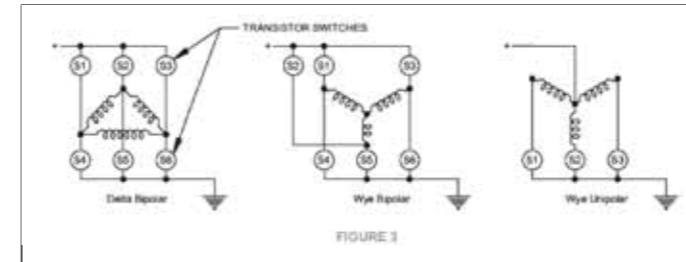 TRANSISTOR SWITCHES
+ + +
S1 S2 S3 S2 S1 S3
S4 S5 S6 S4 S5 S6 S1 S2 S3
Delta Bipolar Wye Bipolar Wye Unipolar
FIGURE 3